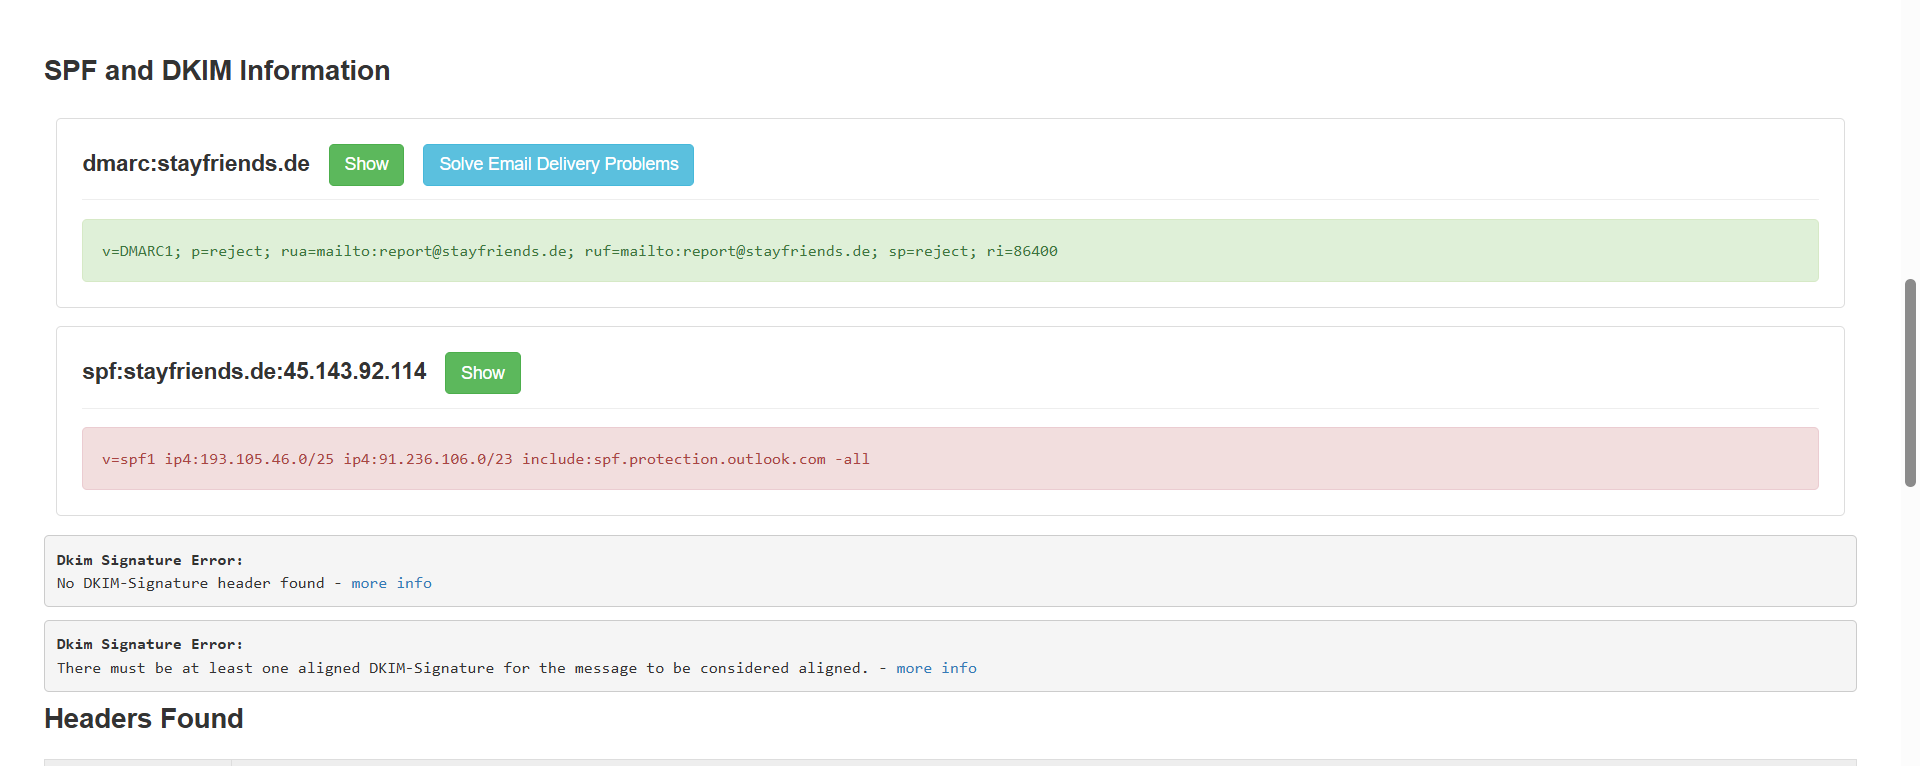 SPF and DKIM Information
dmarc:stayfriends.de Show Solve Email Delivery Problems
v=DMARC1; p=reject; rua=mailto:report@stayfriends.de; ruf=mailto:report@stayfriends.de; sp=reject; ri=86400
spf:stayfriends.de:45.143.92.114 Show
v=spf1 ip4:193.105.46.0/25 ip4:91.236.106.0/23 include:spf.protection.outlook.com -all
Dkim Signature Error:
No DKIM-Signature header found - more info
Dkim Signature Error:
There must be at least one aligned DKIM-Signature for the message to be considered aligned. - more info
Headers Found